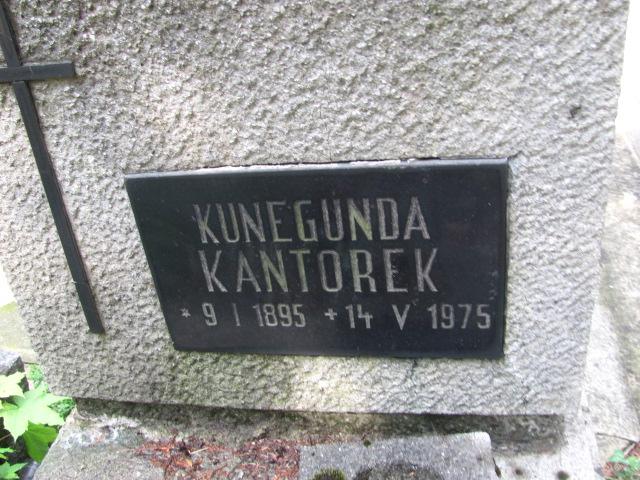 KUNEGUNDA
KANTOREK
* 9 I 1895 + 14 V 1975